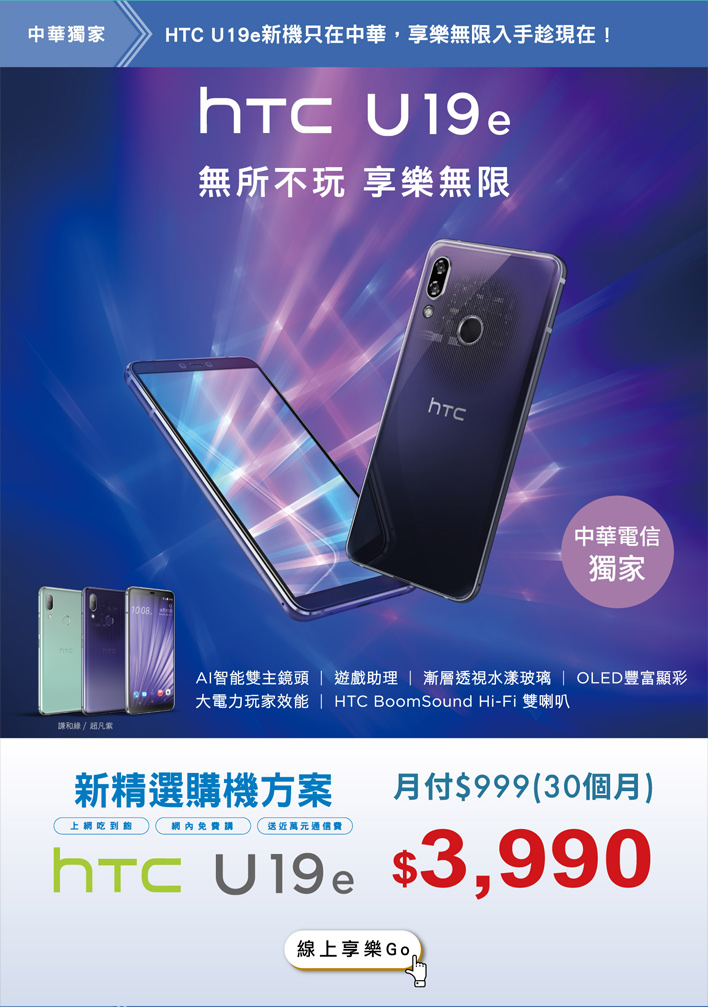 中華獨家
HTC U19e新機只在中華，享樂無限入手趁現在！
hTC U19e
無所不玩 享樂無限
hTC
中華電信
獨家
10:08
AI智能雙主鏡頭 | 遊戲助理 | 漸層透視水漾玻璃 | OLED豐富顯彩
大電力玩家效能 | HTC BoomSound Hi-Fi 雙喇叭
謙和綠 / 超凡紫
新精選購機方案
月付$999(30個月)
上網吃到飽 網內免費講 送近萬元通信費
hTC U19e
$3,990
線上享樂Go